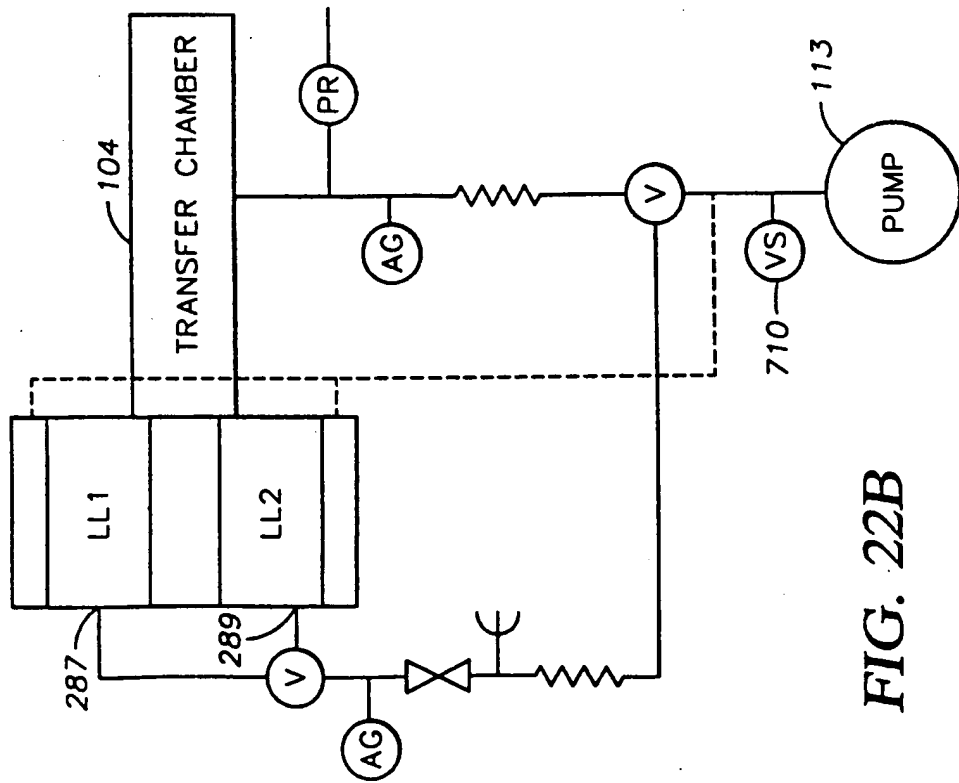 104
TRANSFER CHAMBER
PR
LL1
LL2
AG
287
289
V
AG
V
VS
710
113
PUMP
FIG. 22B